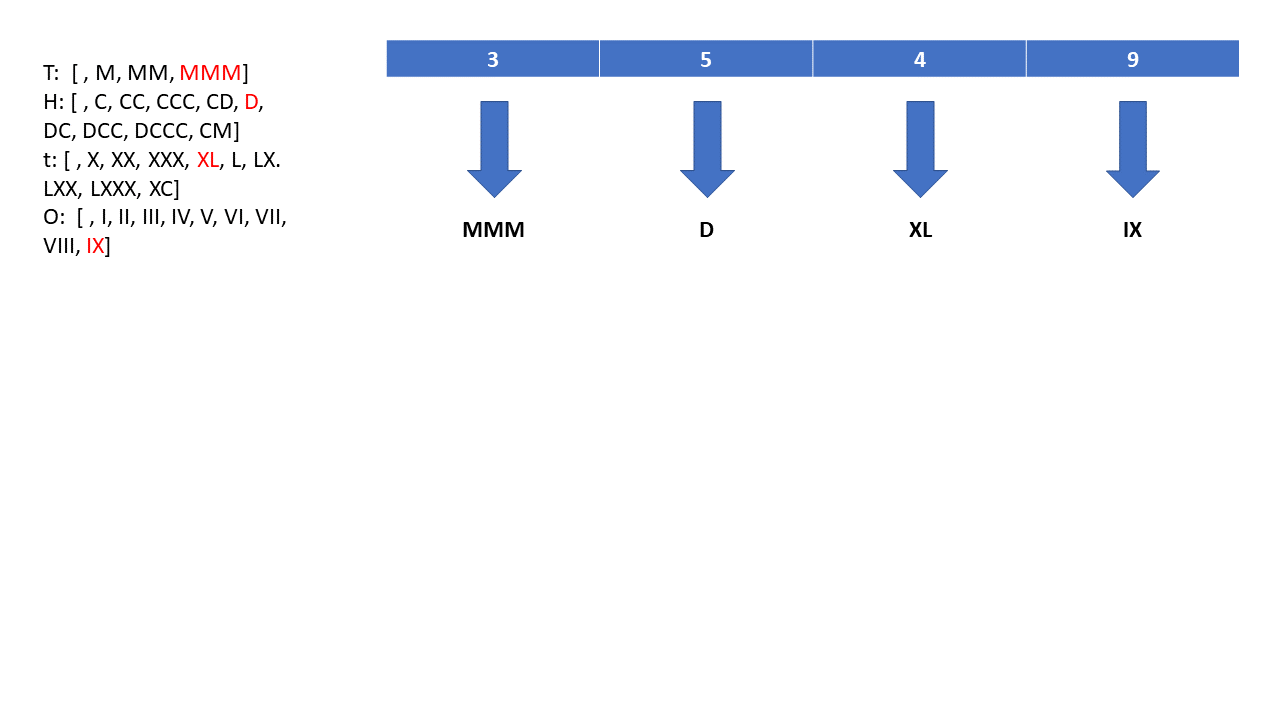 T:  [ , M, MM, MMM]
H: [ , C, CC, CCC, CD, D,
DC, DCC, DCCC, CM]
t: [ , X, XX, XXX, XL, L, LX.
LXX, LXXX, XC]
O:  [ , I, II, III, IV, V, VI, VII,
VIII, IX]
3 5 4 9
MMM D XL IX